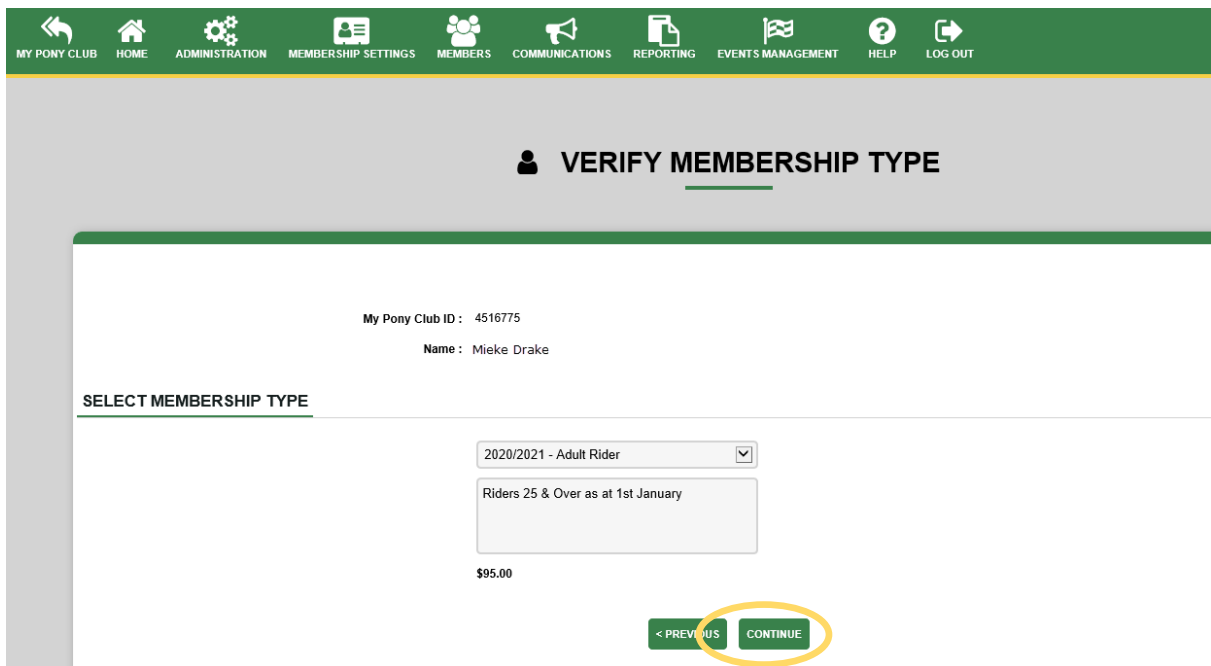 MY PONY CLUB HOME ADMINISTRATION MEMBERSHIP SETTINGS MEMBERS COMMUNICATIONS REPORTING EVENTS MANAGEMENT HELP LOG OUT
VERIFY MEMBERSHIP TYPE
My Pony Club ID : 4516775
Name : Mieke Drake
SELECT MEMBERSHIP TYPE
2020/2021 - Adult Rider
Riders 25 & Over as at 1st January
$95.00
< PREVIOUS CONTINUE